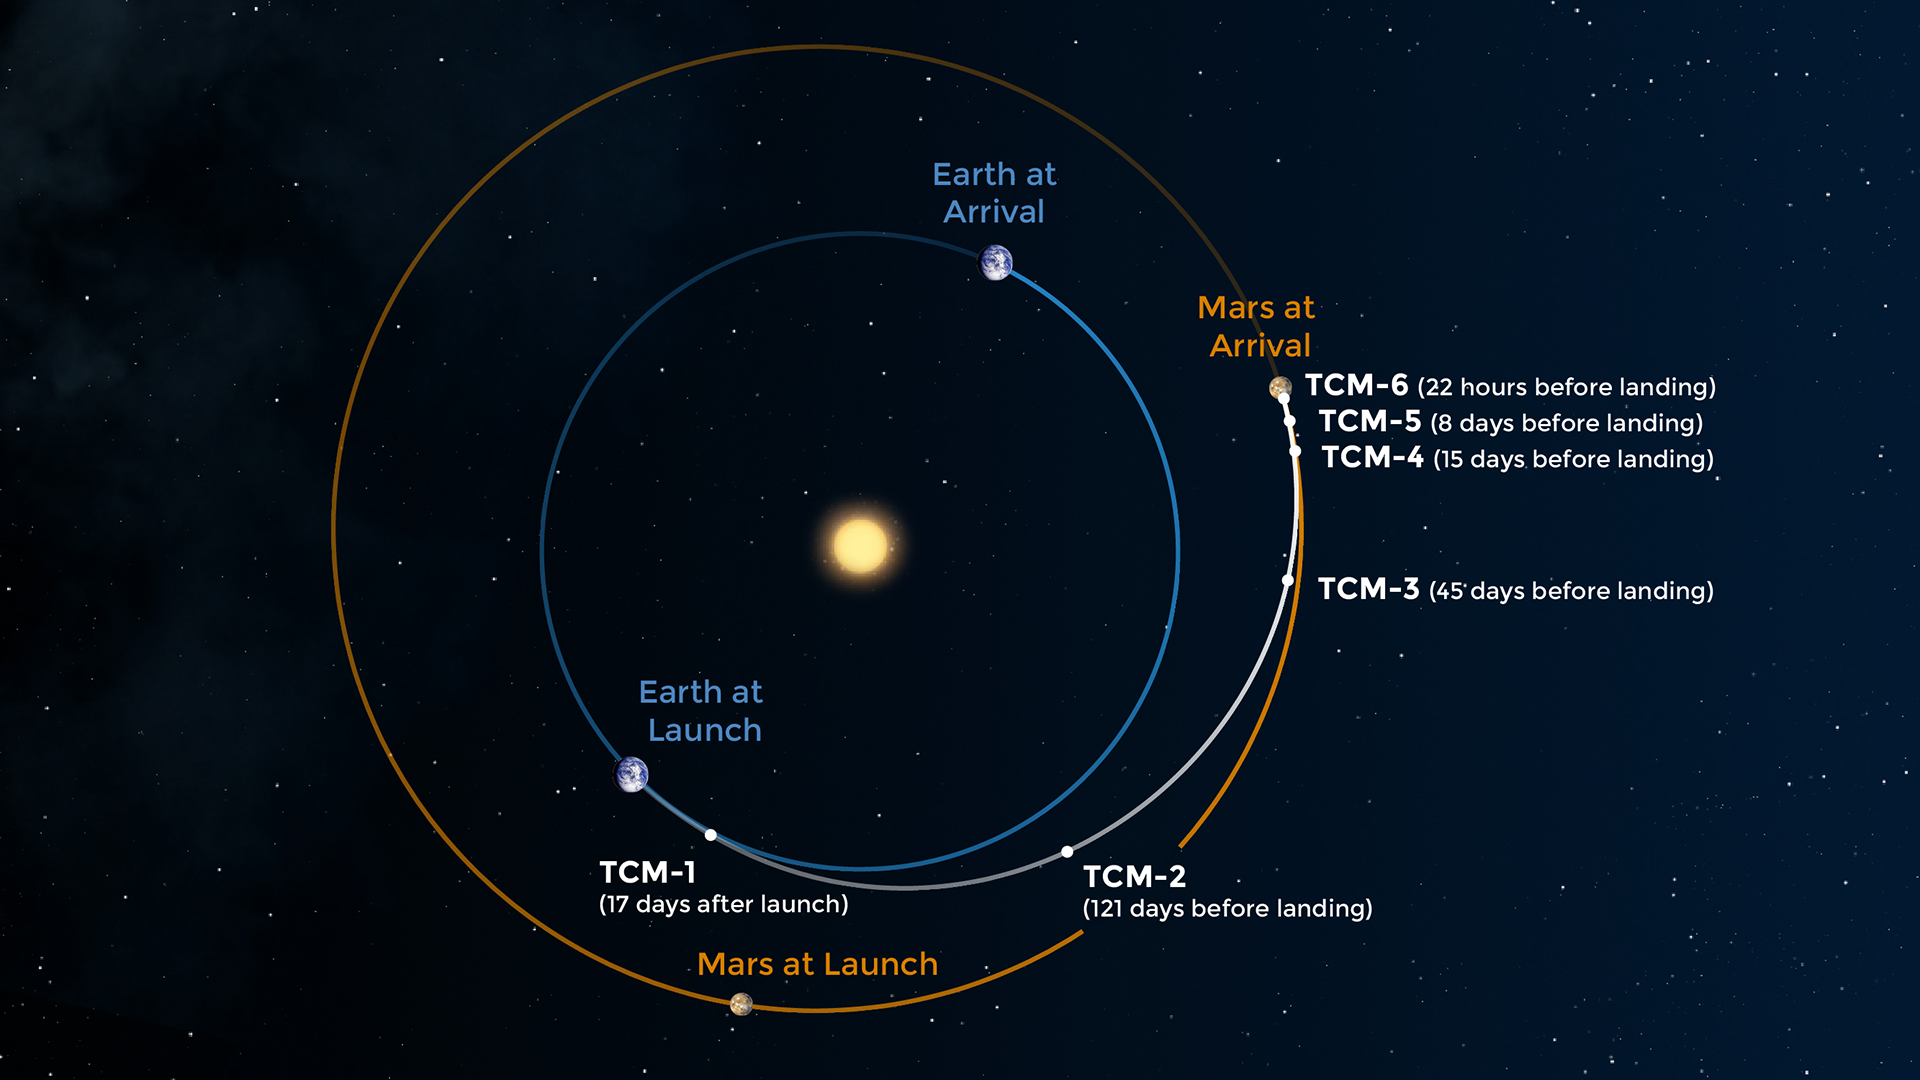 Earth at
Arrival
Mars at
Arrival
TCM-6 (22 hours before landing)
TCM-5 (8 days before landing)
TCM-4 (15 days before landing)
TCM-3 (45 days before landing)
Earth at
Launch
TCM-1
(17 days after launch)
TCM-2
(121 days before landing)
Mars at Launch